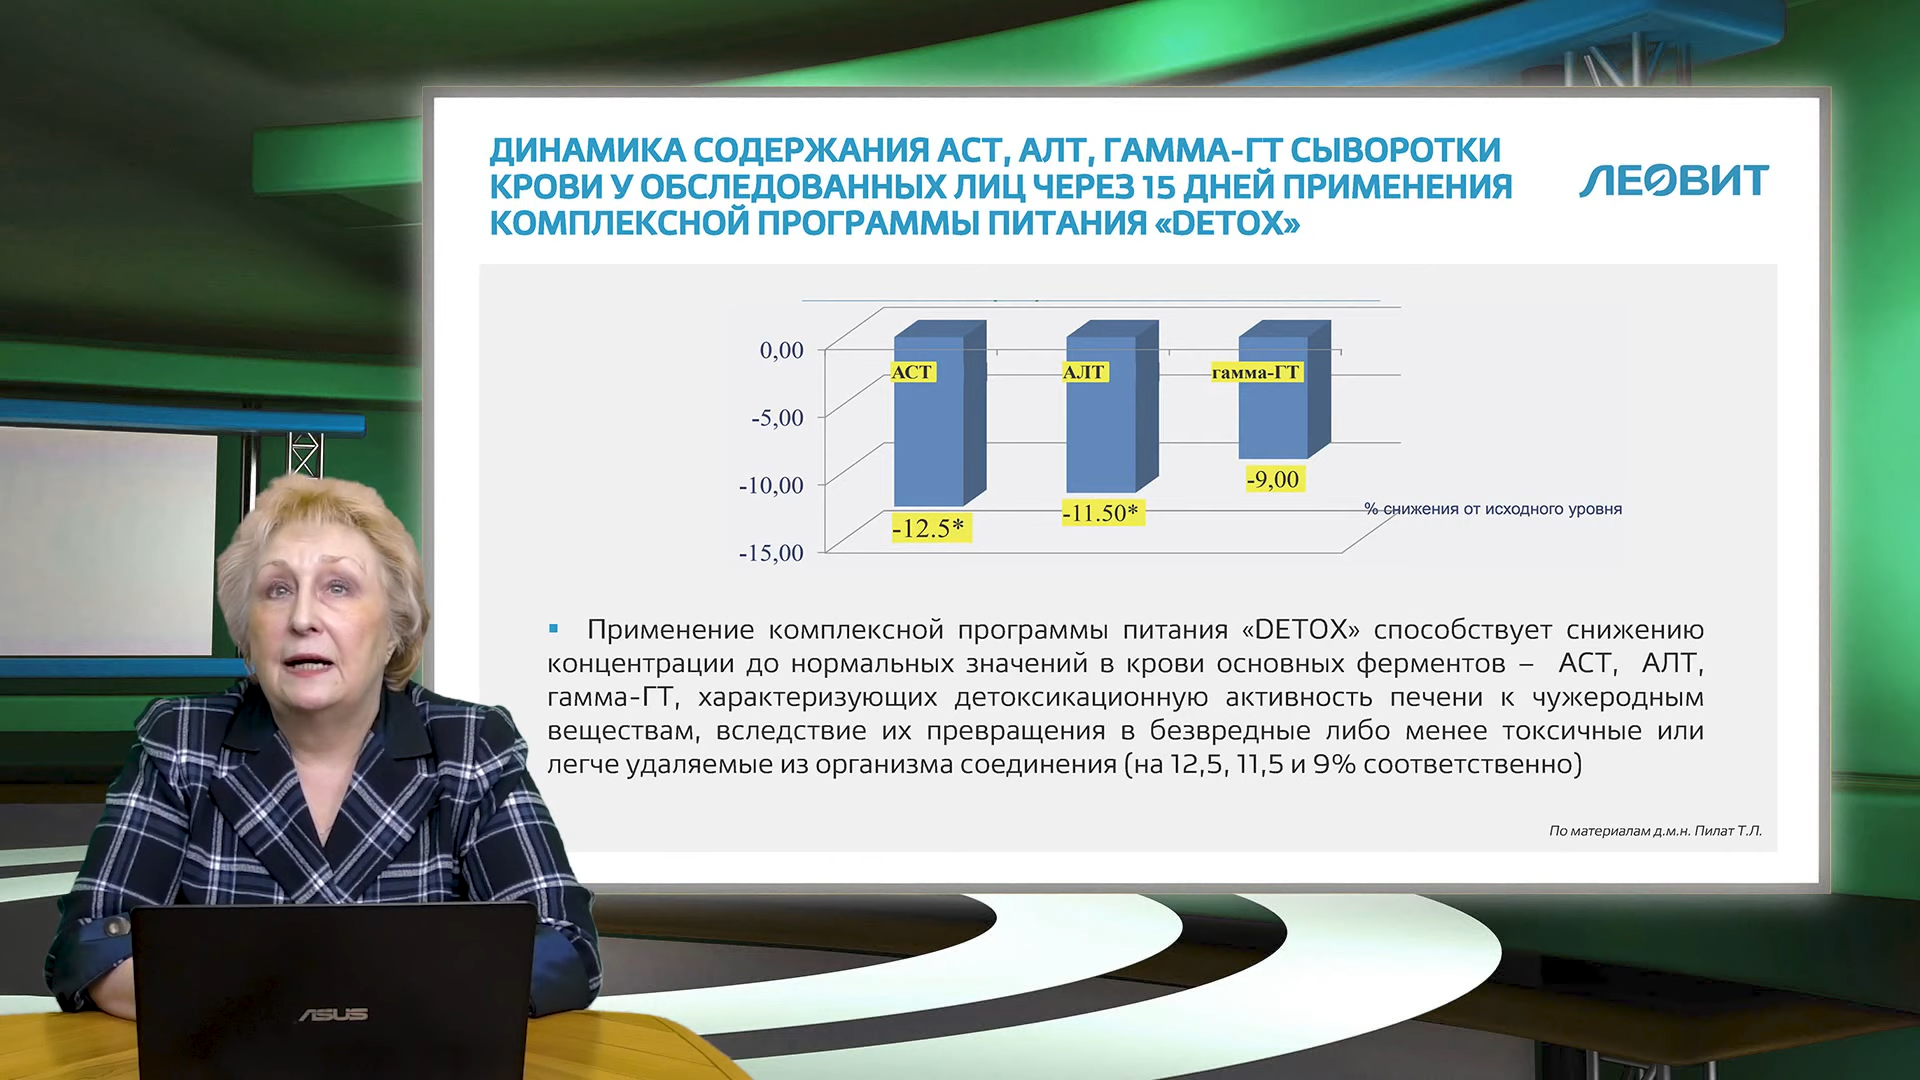 ДИНАМИКА СОДЕРЖАНИЯ АСТ, АЛТ, ГАММА-ГТ СЫВОРОТКИ
КРОВИ У ОБСЛЕДОВАННЫХ ЛИЦ ЧЕРЕЗ 15 ДНЕЙ ПРИМЕНЕНИЯ
КОМПЛЕКСНОЙ ПРОГРАММЫ ПИТАНИЯ «DETOX»
ЛЕОВИТ
0,00
-5,00
-10,00
-15,00
АСТ
АЛТ
гамма-ГТ
-12.5*
-11.50*
-9,00
% снижения от исходного уровня
▪ Применение комплексной программы питания «DETOX» способствует снижению
концентрации до нормальных значений в крови основных ферментов – АСТ, АЛТ,
гамма-ГТ, характеризующих детоксикационную активность печени к чужеродным
веществам, вследствие их превращения в безвредные либо менее токсичные или
легче удаляемые из организма соединения (на 12,5, 11,5 и 9% соответственно)
По материалам д.м.н. Пилат Т.Л.
ASUS